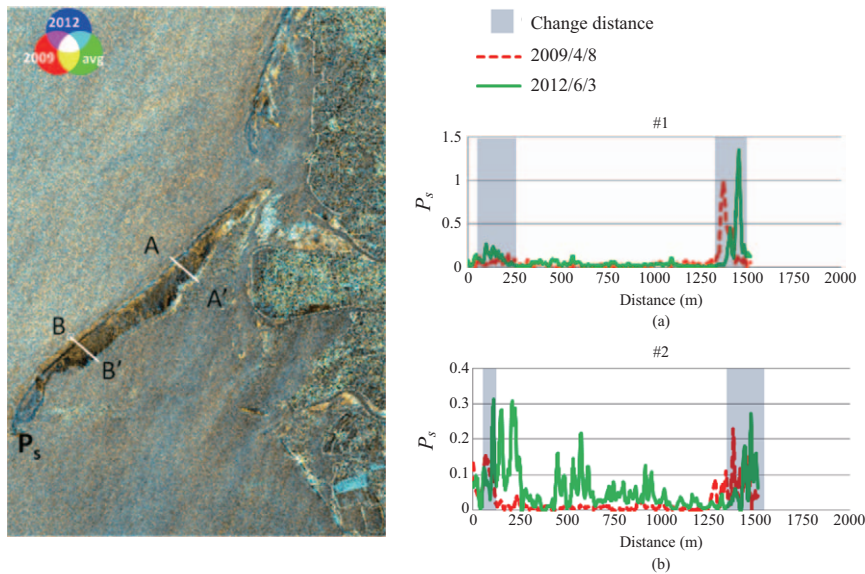 2012
2009
avg
A
A'
B
B'
Ps
Change distance
2009/4/8
2012/6/3
#1
Ps
1.5
1
0.5
0
0 250 500 750 1000 1250 1500 1750 2000
Distance (m)
(a)
#2
Ps
0.4
0.3
0.2
0.1
0
0 250 500 750 1000 1250 1500 1750 2000
Distance (m)
(b)